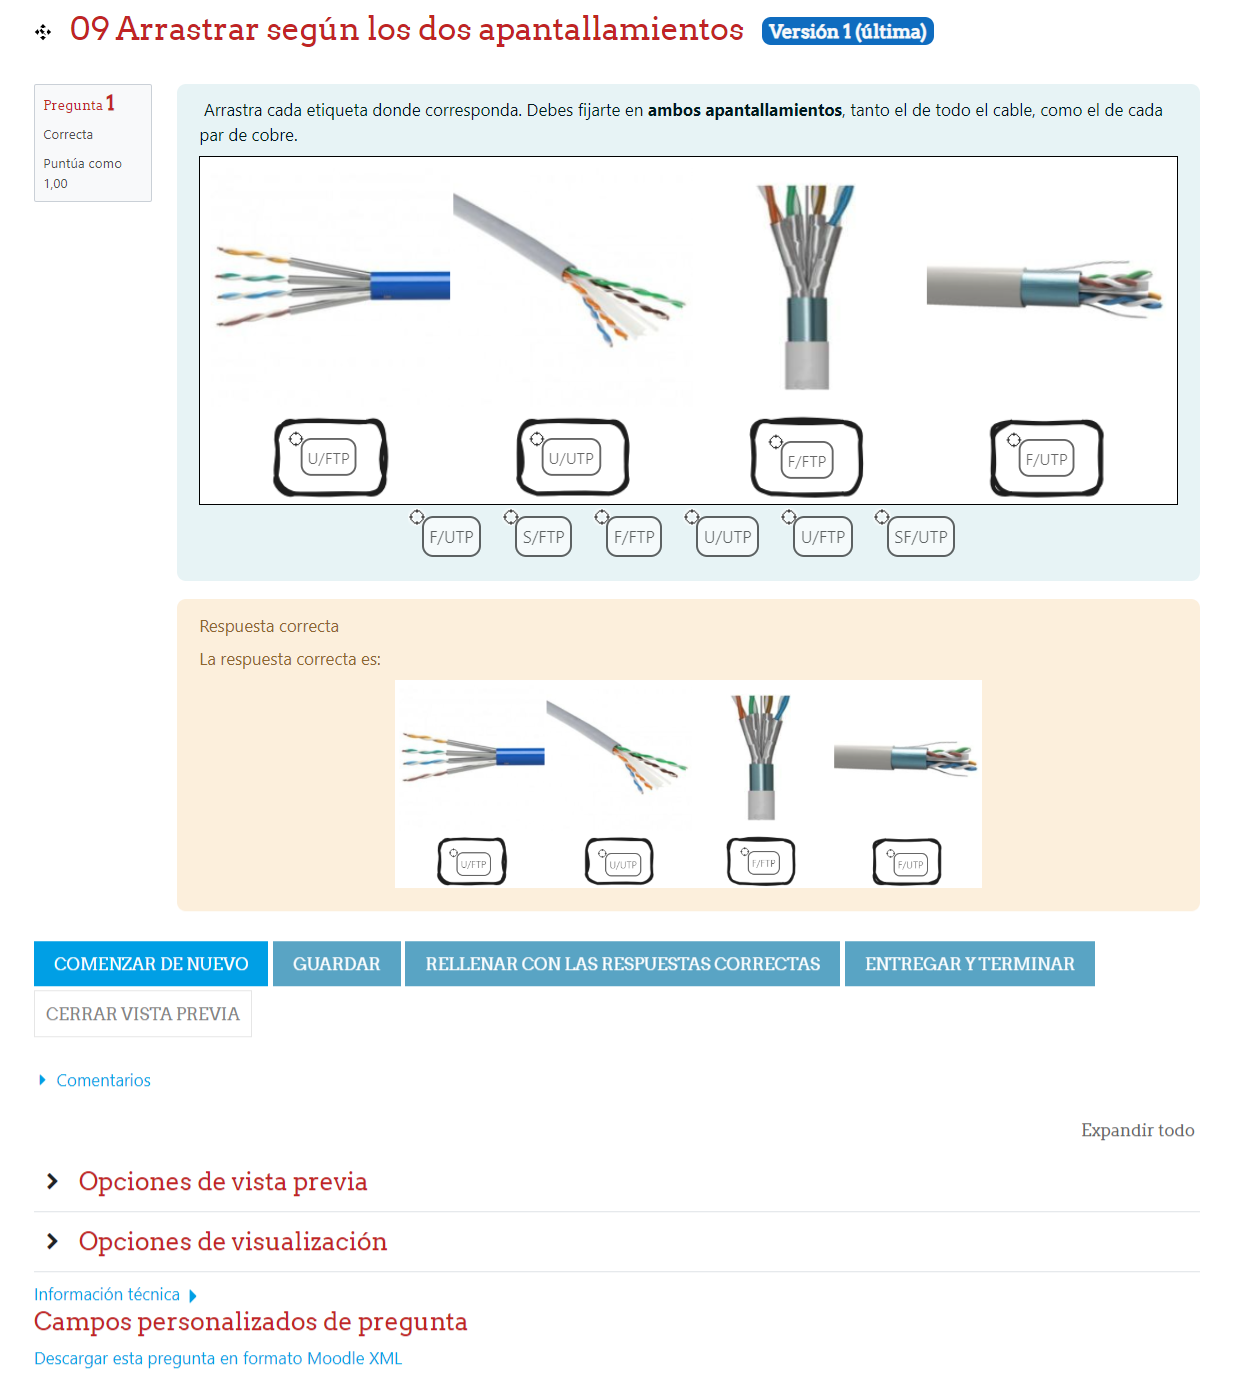 09 Arrastrar según los dos apantallamientos Versión 1 (última)
Pregunta 1
Correcta
Puntúa como
1,00
Arrastra cada etiqueta donde corresponda. Debes fijarte en ambos apantallamientos, tanto el de todo el cable, como el de cada
par de cobre.
U/FTP U/UTP F/FTP F/UTP
F/UTP S/FTP F/FTP U/UTP U/FTP SF/UTP
Respuesta correcta
La respuesta correcta es:
U/FTP U/UTP F/FTP F/UTP
COMENZAR DE NUEVO GUARDAR RELLENAR CON LAS RESPUESTAS CORRECTAS ENTREGAR Y TERMINAR
CERRAR VISTA PREVIA
Comentarios
Expandir todo
Opciones de vista previa
Opciones de visualización
Información técnica
Campos personalizados de pregunta
Descargar esta pregunta en formato Moodle XML